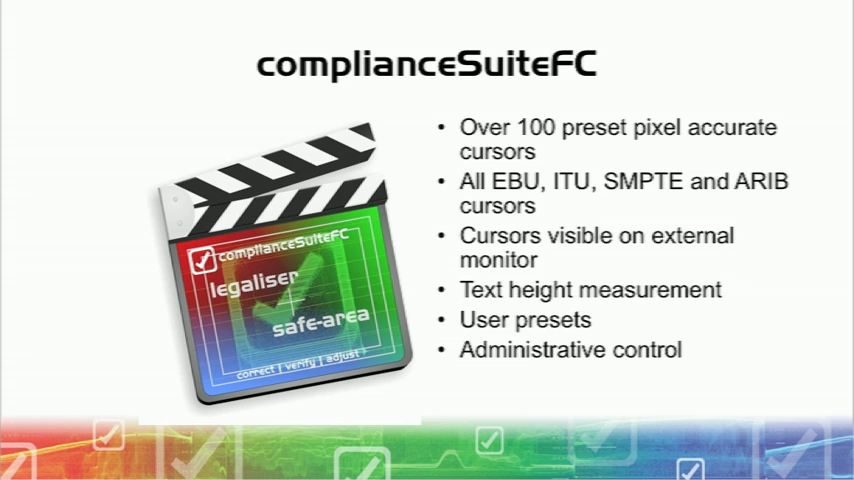 complianceSuiteFC
• Over 100 preset pixel accurate
cursors
• All EBU, ITU, SMPTE and ARIB
cursors
• Cursors visible on external
monitor
• Text height measurement
• User presets
• Administrative control
complianceSuiteFC
legaliser
safe-area
correct | verify | adjust